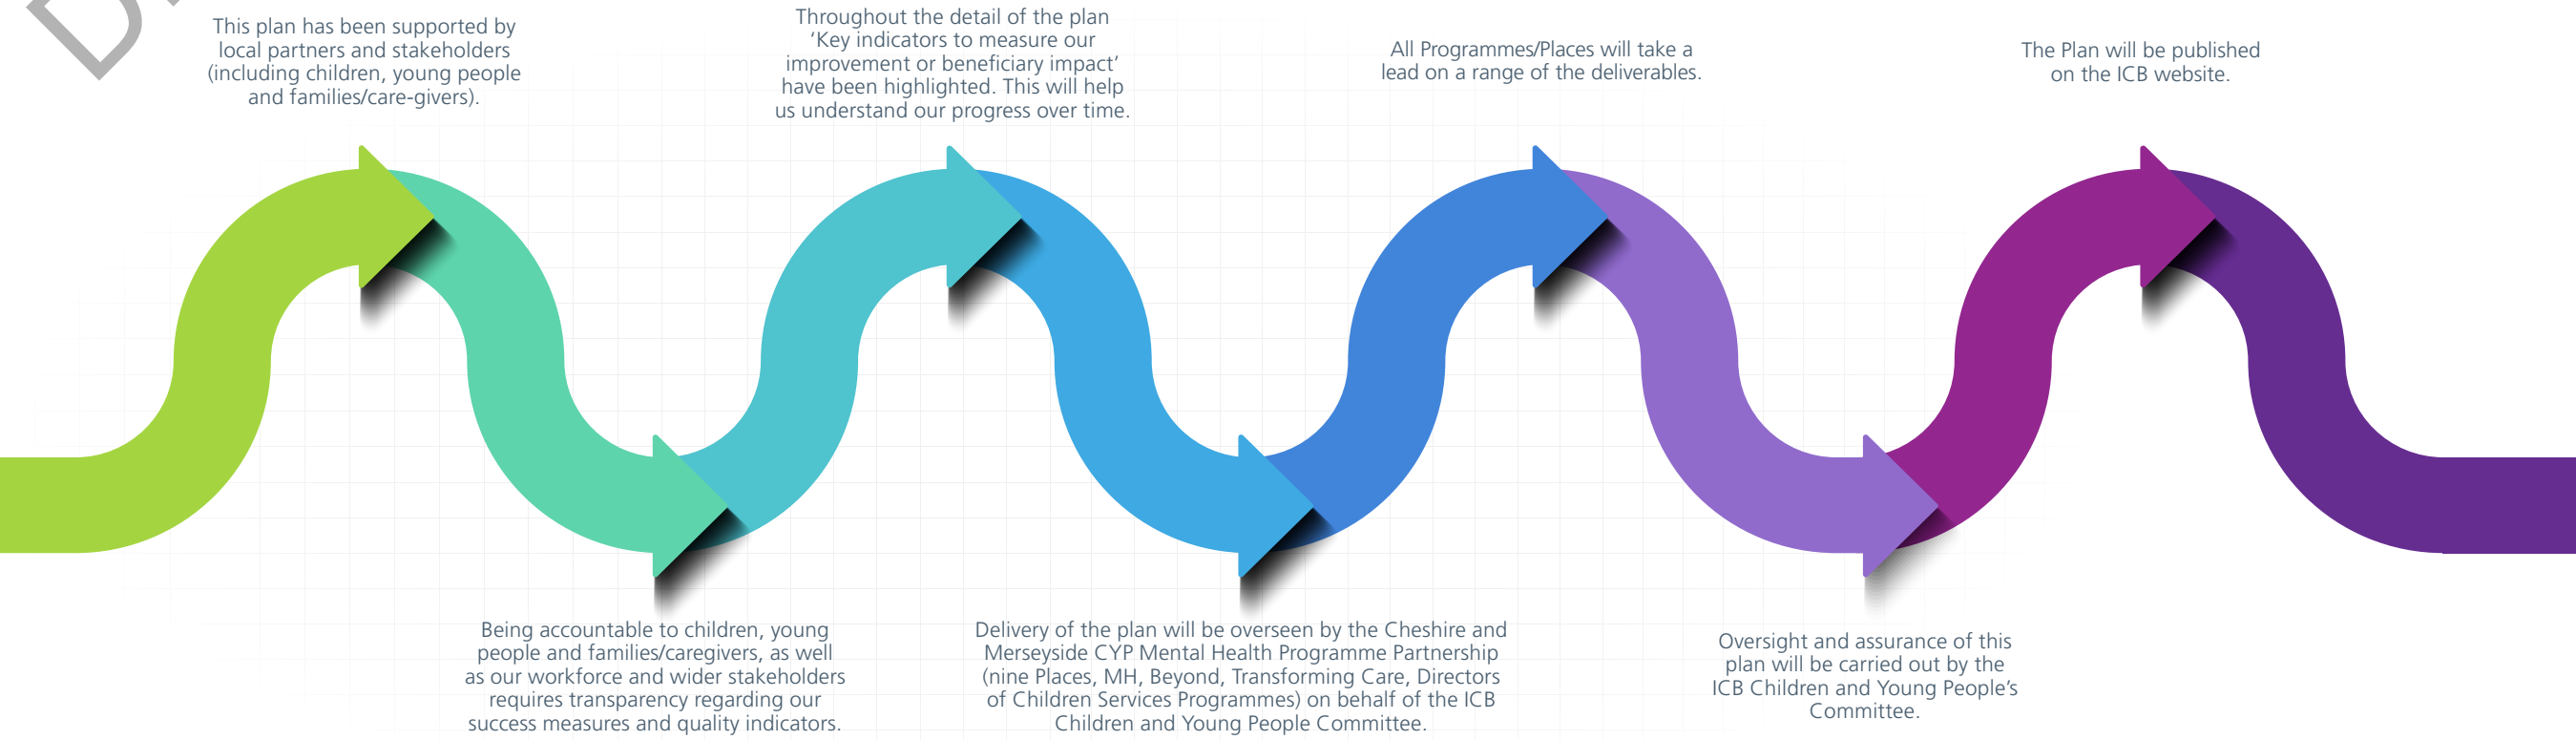 This plan has been supported by
local partners and stakeholders
(including children, young people
and families/care-givers).
Being accountable to children, young
people and families/caregivers, as well
as our workforce and wider stakeholders
requires transparency regarding our
success measures and quality indicators.
Throughout the detail of the plan
‘Key indicators to measure our
improvement or beneficiary impact’
have been highlighted. This will help
us understand our progress over time.
Delivery of the plan will be overseen by the Cheshire and
Merseyside CYP Mental Health Programme Partnership
(nine Places, MH, Beyond, Transforming Care, Directors
of Children Services Programmes) on behalf of the ICB
Children and Young People Committee.
All Programmes/Places will take a
lead on a range of the deliverables.
Oversight and assurance of this
plan will be carried out by the
ICB Children and Young People’s
Committee.
The Plan will be published
on the ICB website.